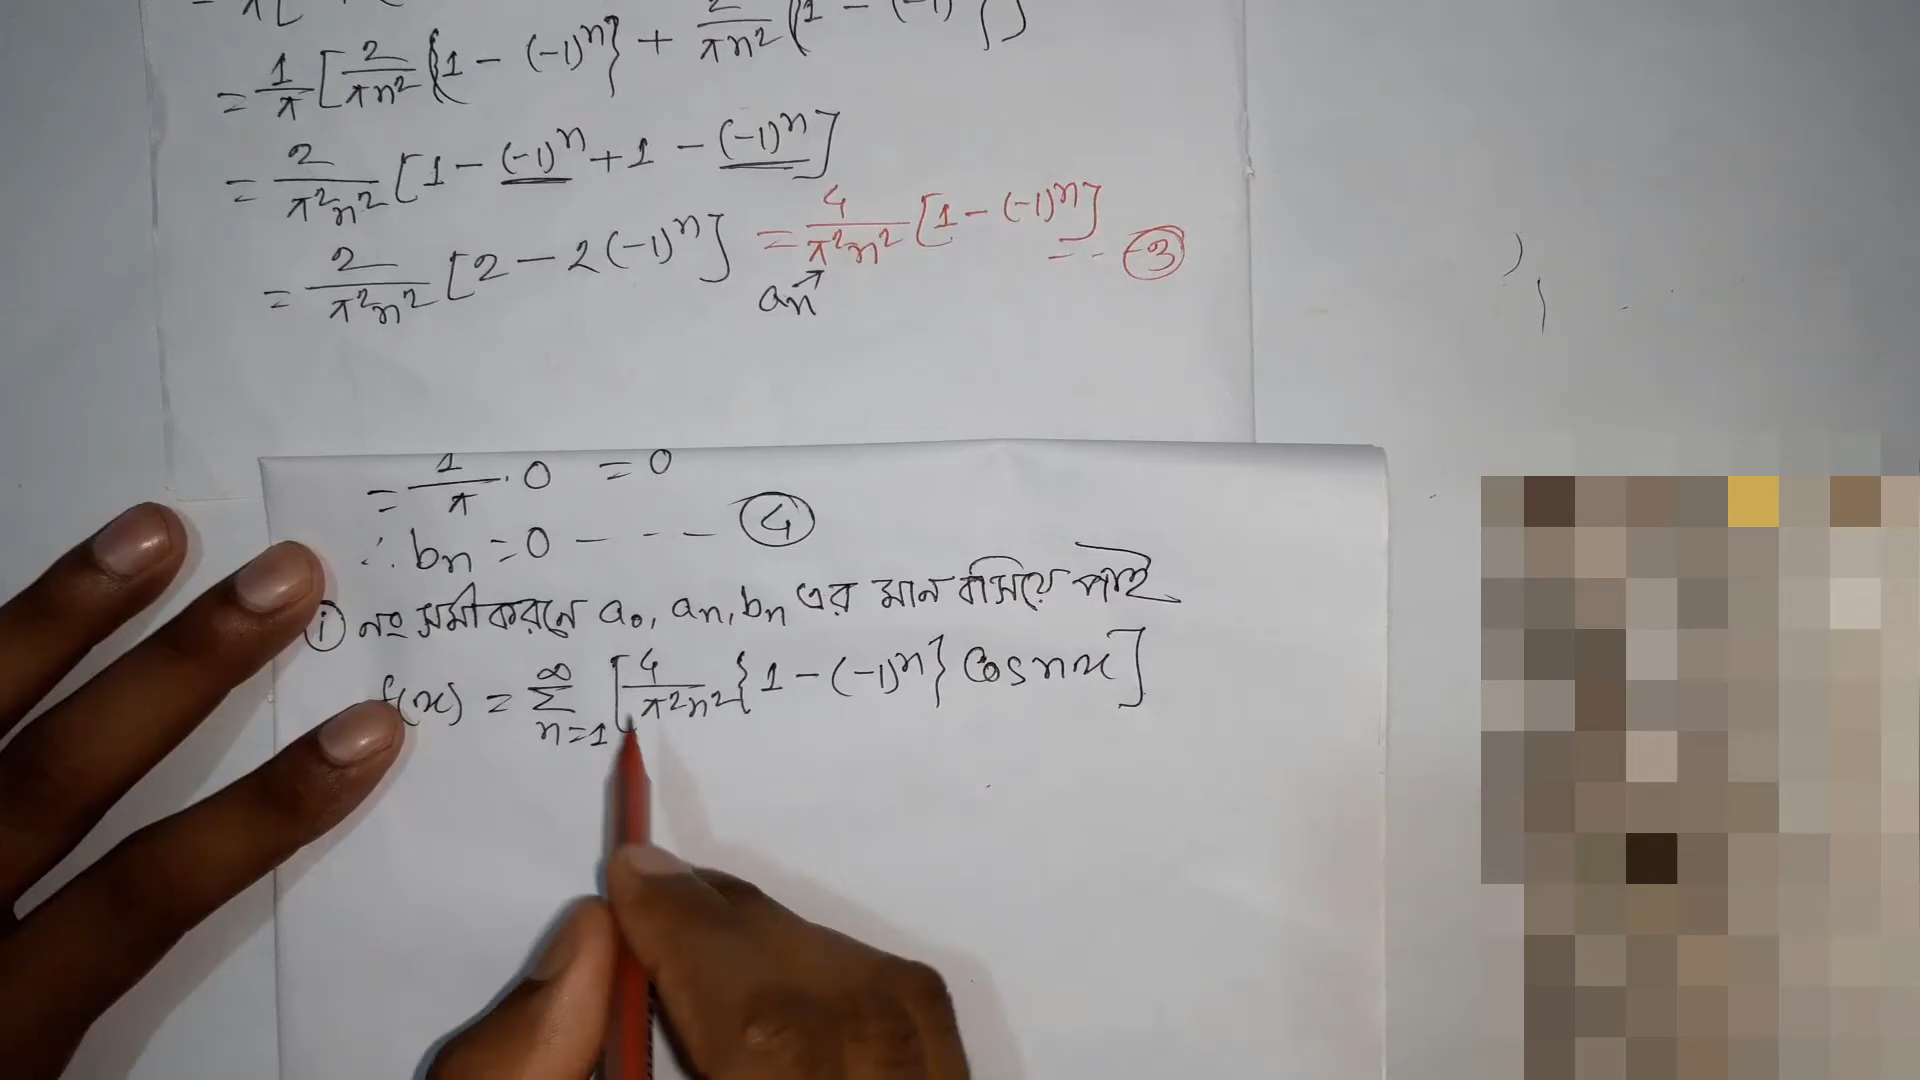 = 1/π [2/πn² {1 - (-1)ⁿ} + 2/πn² {1 - (-1)
= 2/π²n² [1 - (-1)ⁿ + 1 - (-1)ⁿ]
= 2/π²n² [2 - 2(-1)ⁿ] = 4/π²n² [1 - (-1)ⁿ] -- ③
an
= 1/π · 0 = 0
∴ bn = 0 - - - ④
① নং সমীকরনে a₀, an, bn এর মান বসিয়ে পাই
f(x) = ∑ₙ₌₁^∞ [4/π²n² {1 - (-1)ⁿ} Cos nx]